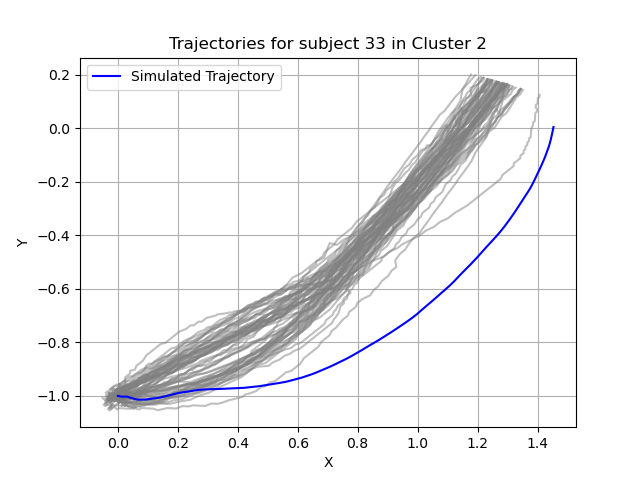 Trajectories for subject 33 in Cluster 2
Simulated Trajectory
0.2
0.0
−0.2
−0.4
−0.6
−0.8
−1.0
Y
0.0 0.2 0.4 0.6 0.8 1.0 1.2 1.4
X